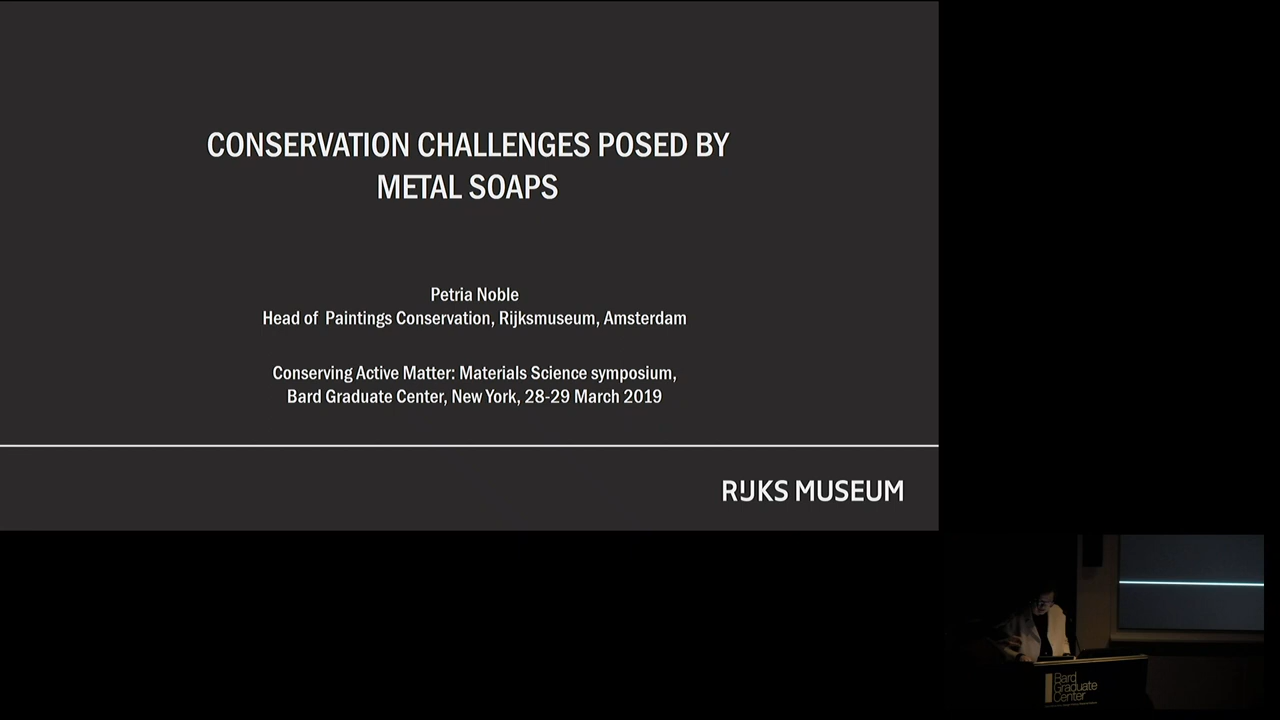 CONSERVATION CHALLENGES POSED BY
METAL SOAPS
Petria Noble
Head of Paintings Conservation, Rijksmuseum, Amsterdam
Conserving Active Matter: Materials Science symposium,
Bard Graduate Center, New York, 28-29 March 2019
RIJKS MUSEUM
Bard
Graduate
Center